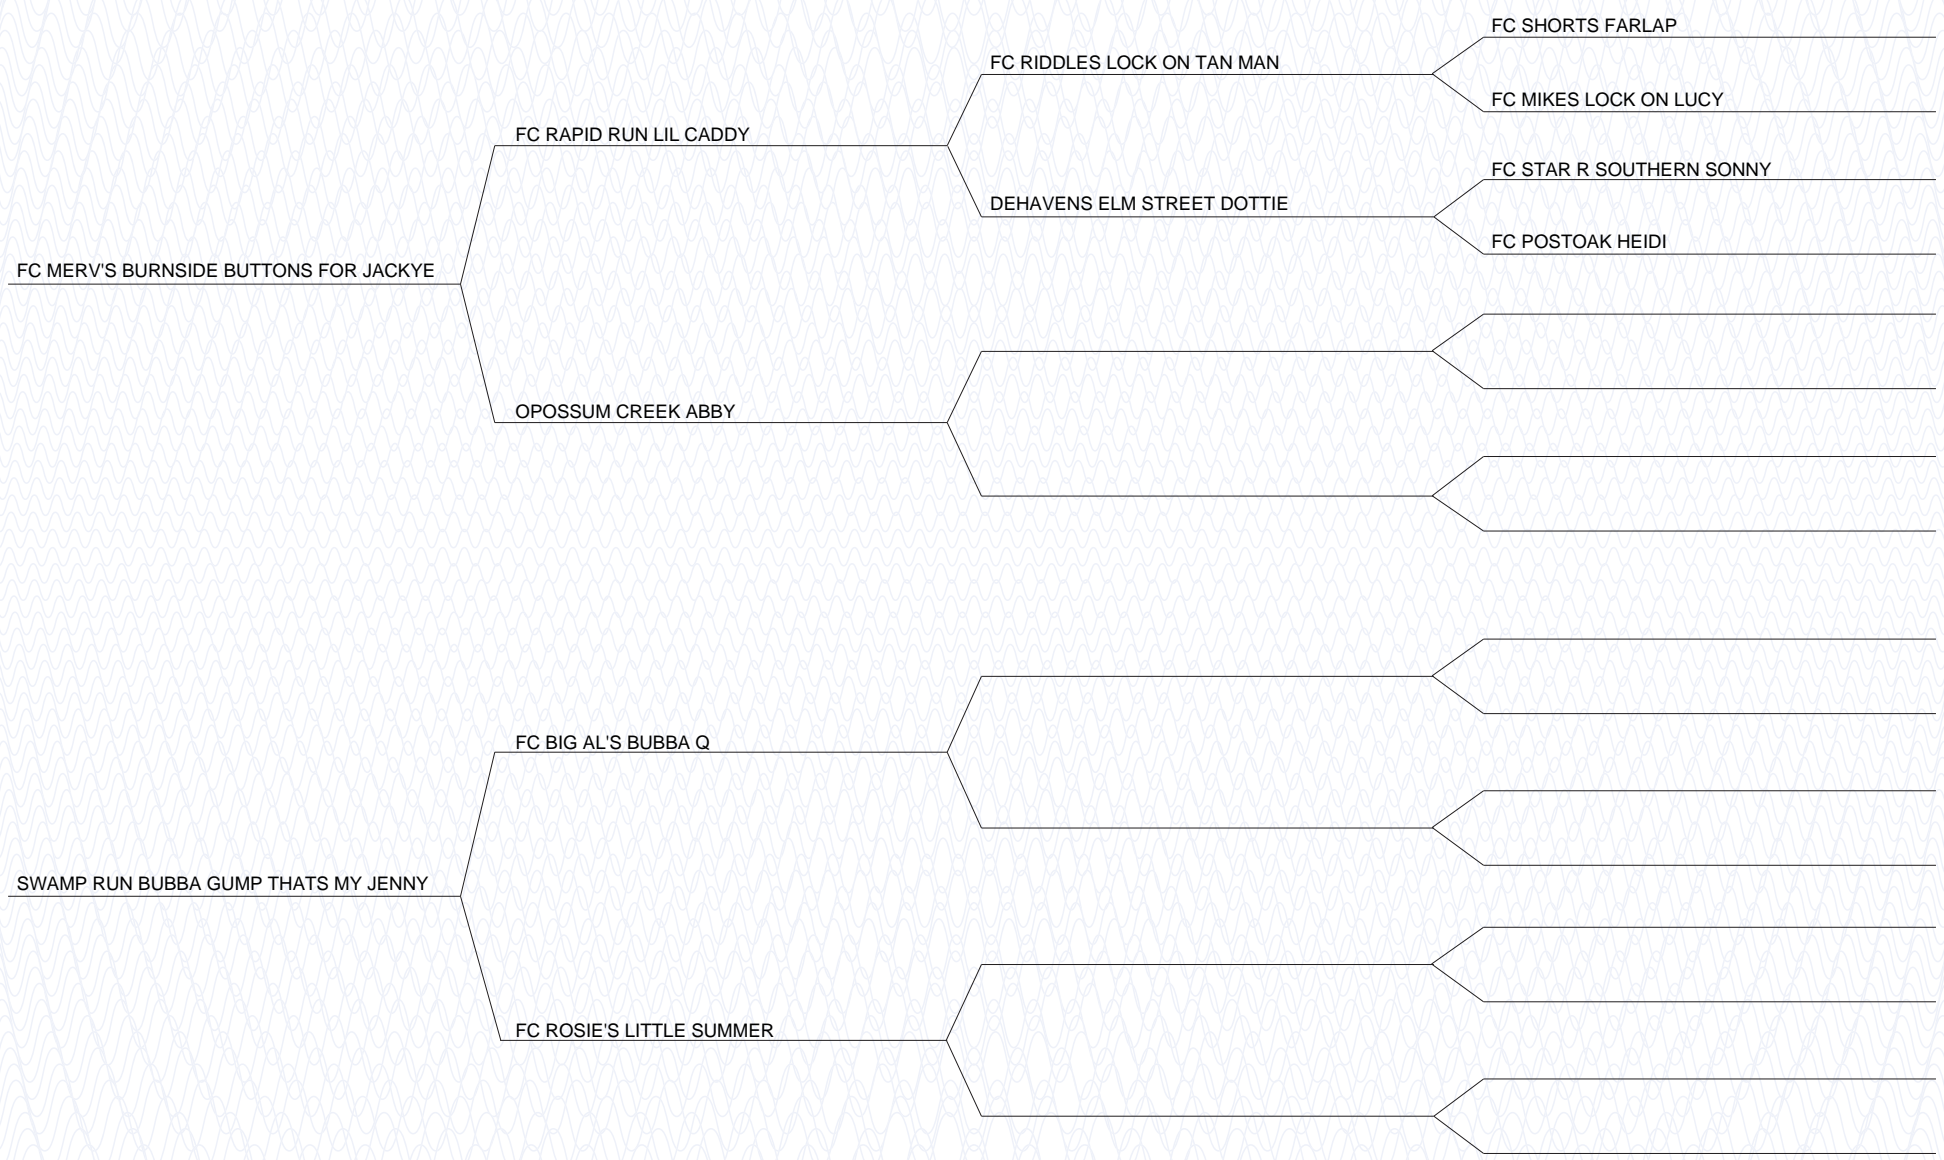 FC SHORTS FARLAP
FC RIDDLES LOCK ON TAN MAN
FC MIKES LOCK ON LUCY
FC RAPID RUN LIL CADDY
FC STAR R SOUTHERN SONNY
DEHAVENS ELM STREET DOTTIE
FC POSTOAK HEIDI
FC MERV'S BURNSIDE BUTTONS FOR JACKYE
OPOSSUM CREEK ABBY
FC BIG AL'S BUBBA Q
SWAMP RUN BUBBA GUMP THATS MY JENNY
FC ROSIE'S LITTLE SUMMER